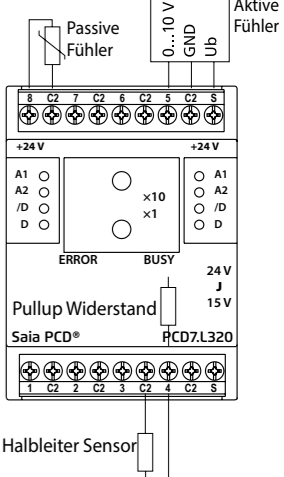 Passive
Fühler
0...10 V
GND
Ub
Aktive
Fühler
8 C2 7 C2 6 C2 5 C2 S
+24 V +24 V
A1 A1
A2 A2
/D /D
D D
×10
×1
ERROR BUSY
24 V
J
15 V
Pullup Widerstand
Saia PCD® PCD7.L320
1 C2 2 C2 3 C2 4 C2 S
Halbleiter Sensor